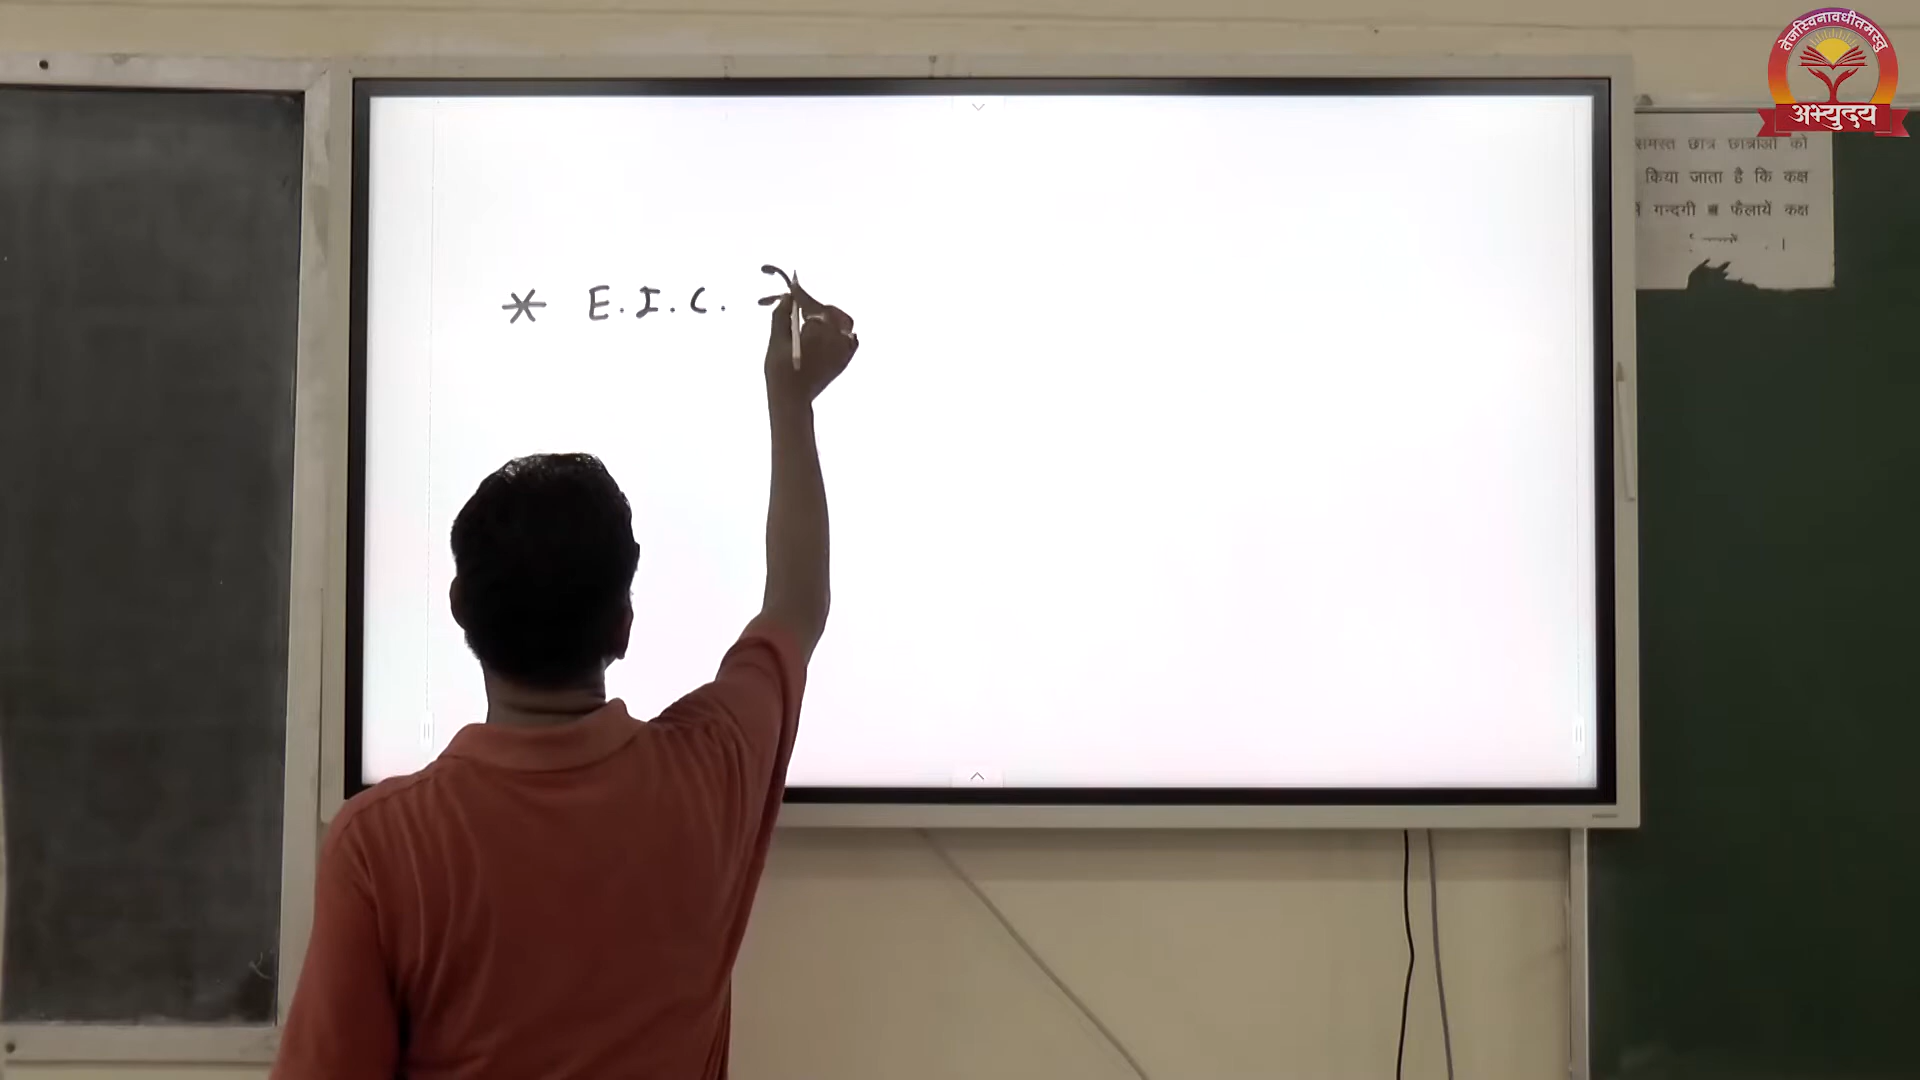 तेजस्विनावधीतमस्तु
अभ्युदय
समस्त छात्र छात्राओं को
किया जाता है कि कक्ष
में गन्दगी न फैलायें कक्ष
* E.I.C.